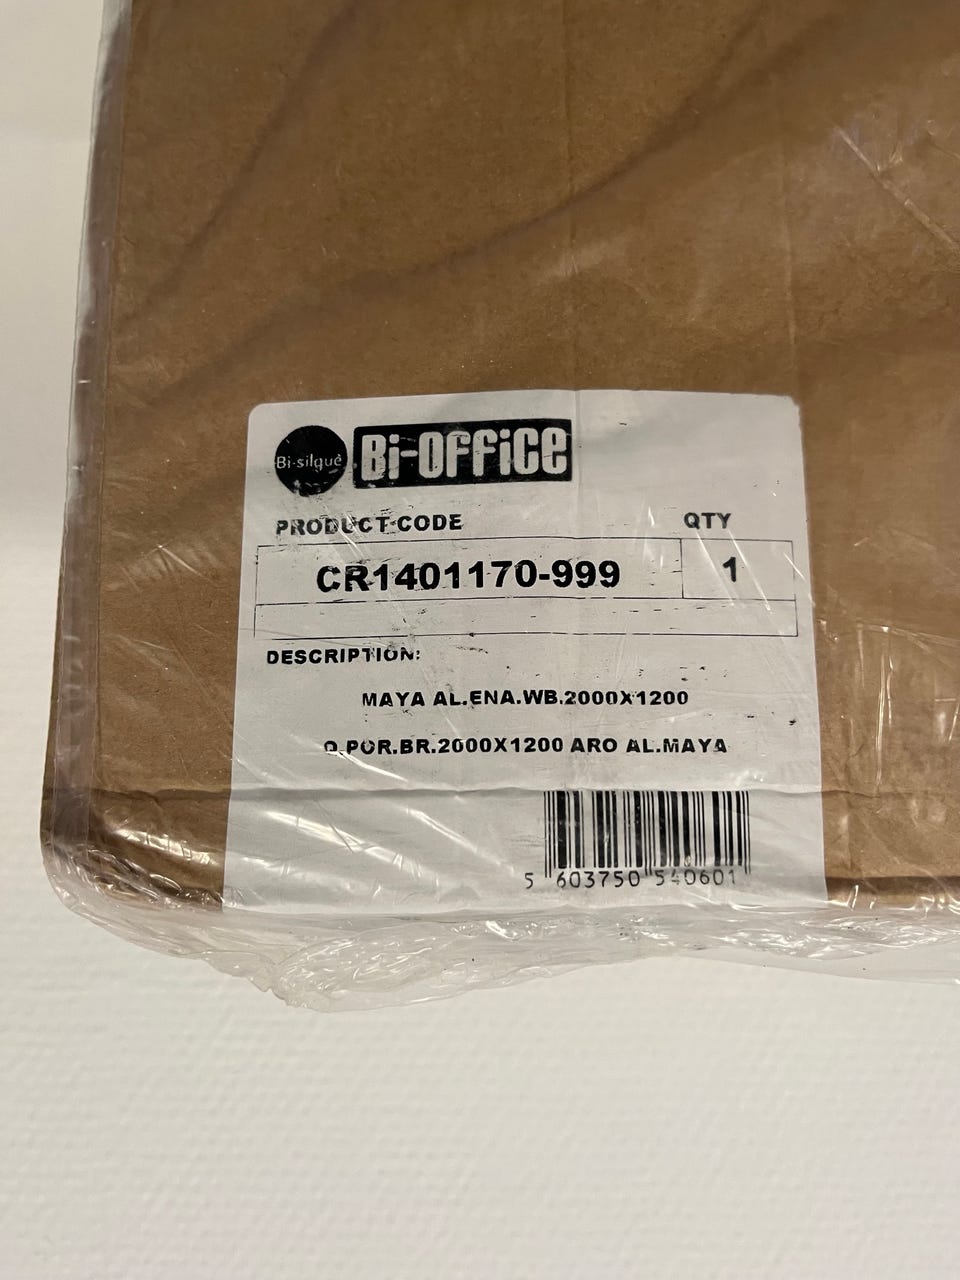 Bi-silque
Bi-Office
PRODUCT CODE QTY
CR1401170-999 1
DESCRIPTION:
MAYA AL.ENA.WB.2000X1200
Q.POR.BR.2000X1200 ARO AL.MAYA
5 603750 540601